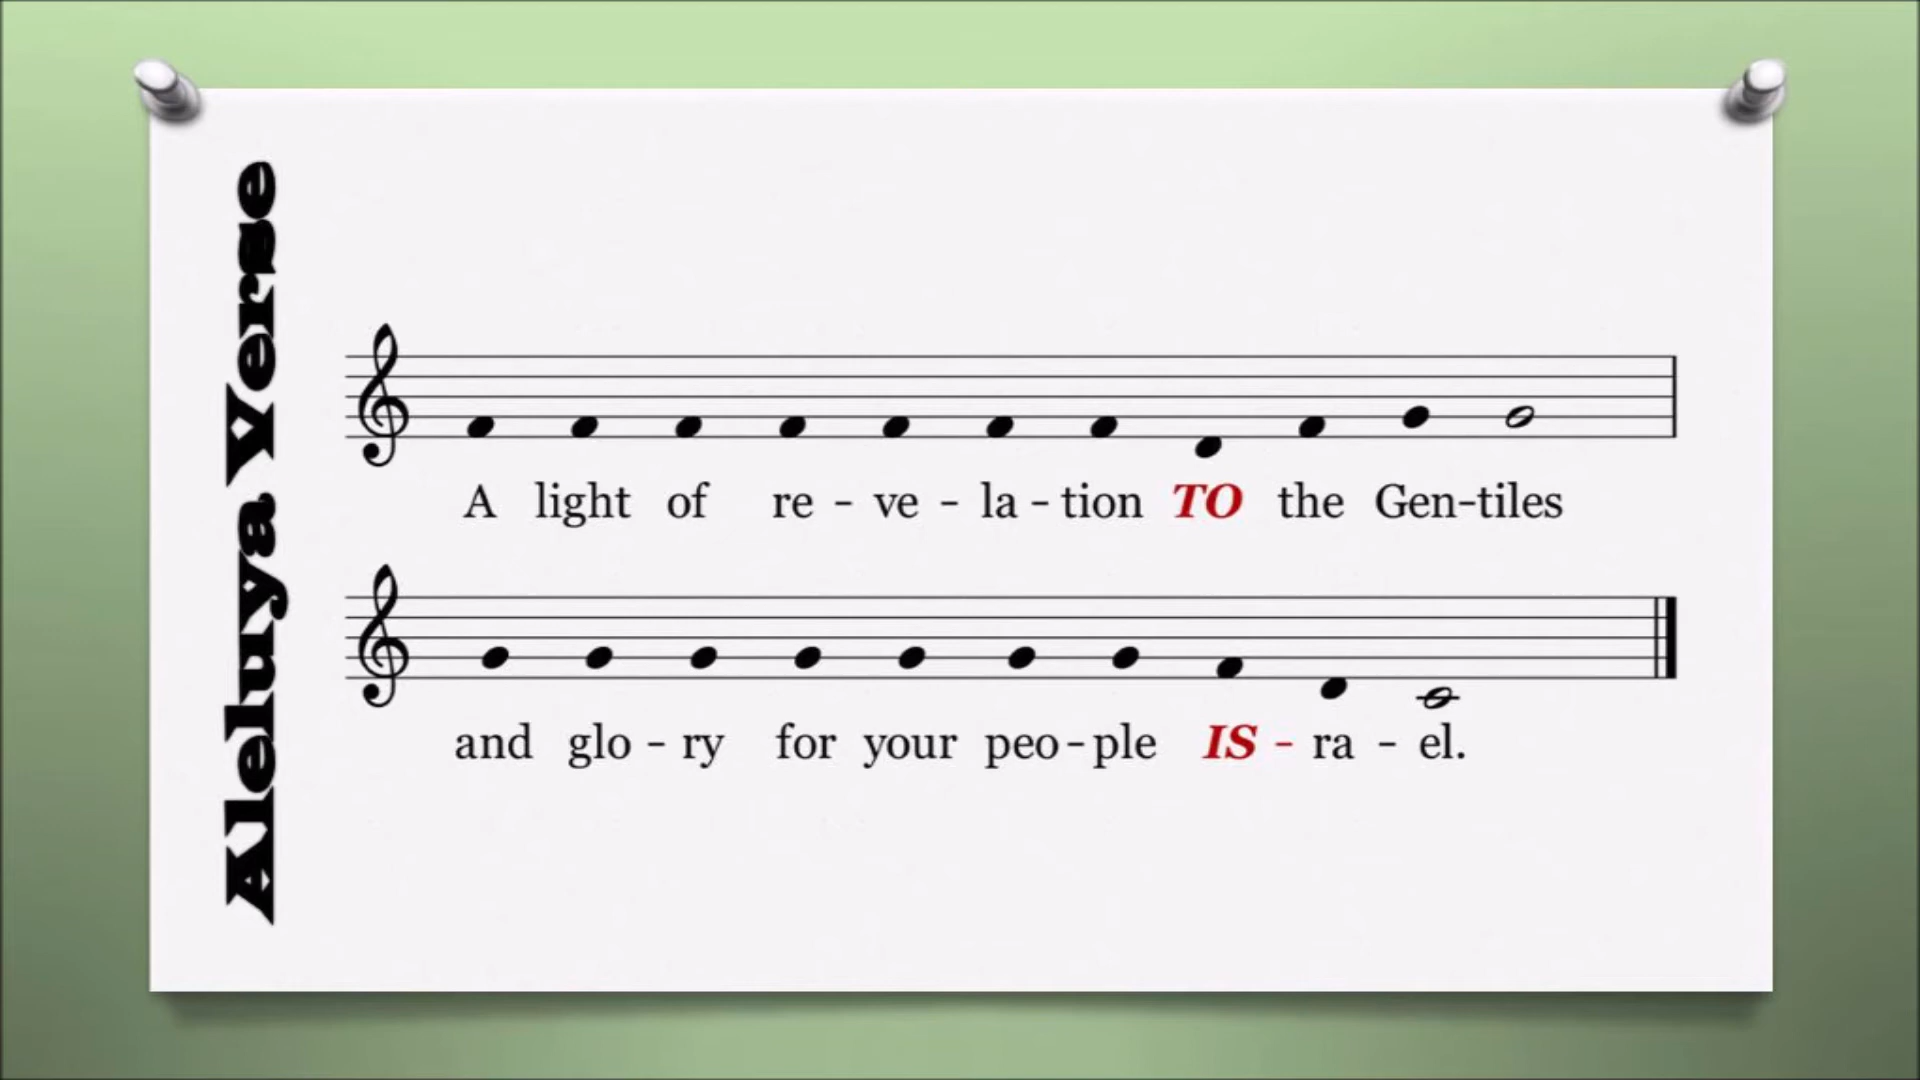 Aleluya Verse
A light of re - ve - la - tion TO the Gen-tiles
and glo - ry for your peo - ple IS - ra - el.